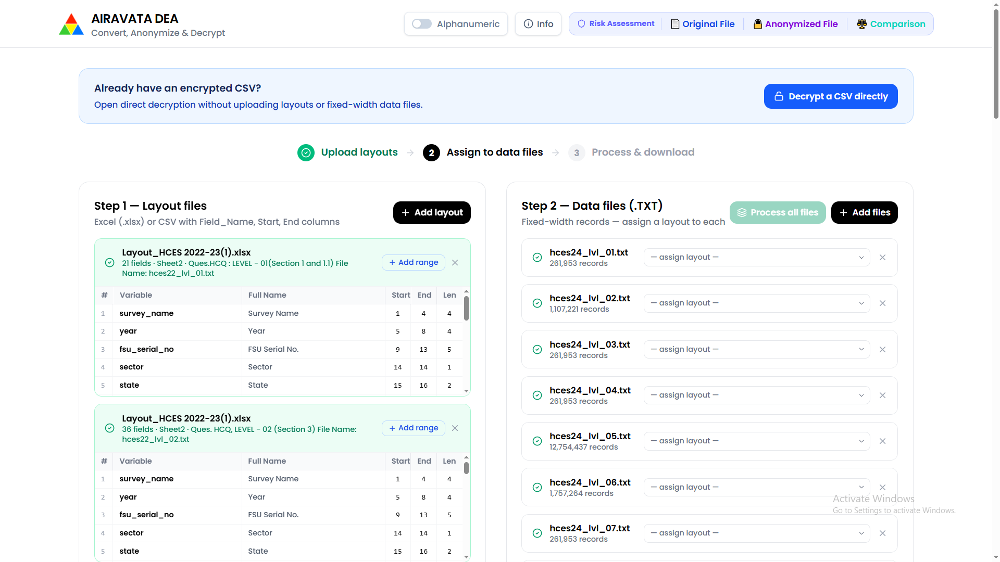 AIRAVATA DEA
Convert, Anonymize & Decrypt
Alphanumeric
Info
Risk Assessment
Original File
Anonymized File
Comparison
Already have an encrypted CSV?
Open direct decryption without uploading layouts or fixed-width data files.
Decrypt a CSV directly
Upload layouts
2 Assign to data files
3 Process & download
Step 1 — Layout files
Excel (.xlsx) or CSV with Field_Name, Start, End columns
+ Add layout
Layout_HCES 2022-23(1).xlsx
21 fields · Sheet2 · Ques.HCQ : LEVEL - 01(Section 1 and 1.1) File
Name: hces22_lvl_01.txt
+ Add range
# Variable Full Name Start End Len
1 survey_name Survey Name 1 4 4
2 year Year 5 8 4
3 fsu_serial_no FSU Serial No. 9 13 5
4 sector Sector 14 14 1
5 state State 15 16 2
Layout_HCES 2022-23(1).xlsx
36 fields · Sheet2 · Ques. HCQ, LEVEL - 02 (Section 3) File Name:
hces22_lvl_02.txt
+ Add range
# Variable Full Name Start End Len
1 survey_name Survey Name 1 4 4
2 year Year 5 8 4
3 fsu_serial_no FSU Serial No. 9 13 5
4 sector Sector 14 14 1
5 state State 15 16 2
Step 2 — Data files (.TXT)
Fixed-width records — assign a layout to each
Process all files
+ Add files
hces24_lvl_01.txt
261,953 records
— assign layout —
hces24_lvl_02.txt
1,107,221 records
— assign layout —
hces24_lvl_03.txt
261,953 records
— assign layout —
hces24_lvl_04.txt
261,953 records
— assign layout —
hces24_lvl_05.txt
12,754,437 records
— assign layout —
hces24_lvl_06.txt
1,757,264 records
— assign layout —
hces24_lvl_07.txt
261,953 records
— assign layout —
Activate Windows
Go to Settings to activate Windows.